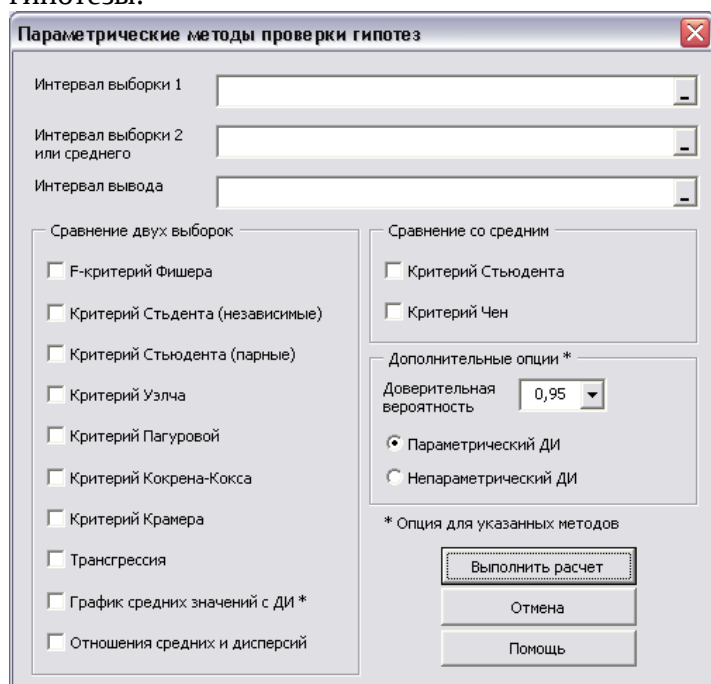 гипотезы.
Параметрические методы проверки гипотез
Интервал выборки 1
Интервал выборки 2
или среднего
Интервал вывода
Сравнение двух выборок
F-критерий Фишера
Критерий Стьдента (независимые)
Критерий Стьюдента (парные)
Критерий Уэлча
Критерий Пагуровой
Критерий Кокрена-Кокса
Критерий Крамера
Трансгрессия
График средних значений с ДИ *
Отношения средних и дисперсий
Сравнение со средним
Критерий Стьюдента
Критерий Чен
Дополнительные опции *
Доверительная
вероятность
0,95
Параметрический ДИ
Непараметрический ДИ
* Опция для указанных методов
Выполнить расчет
Отмена
Помощь